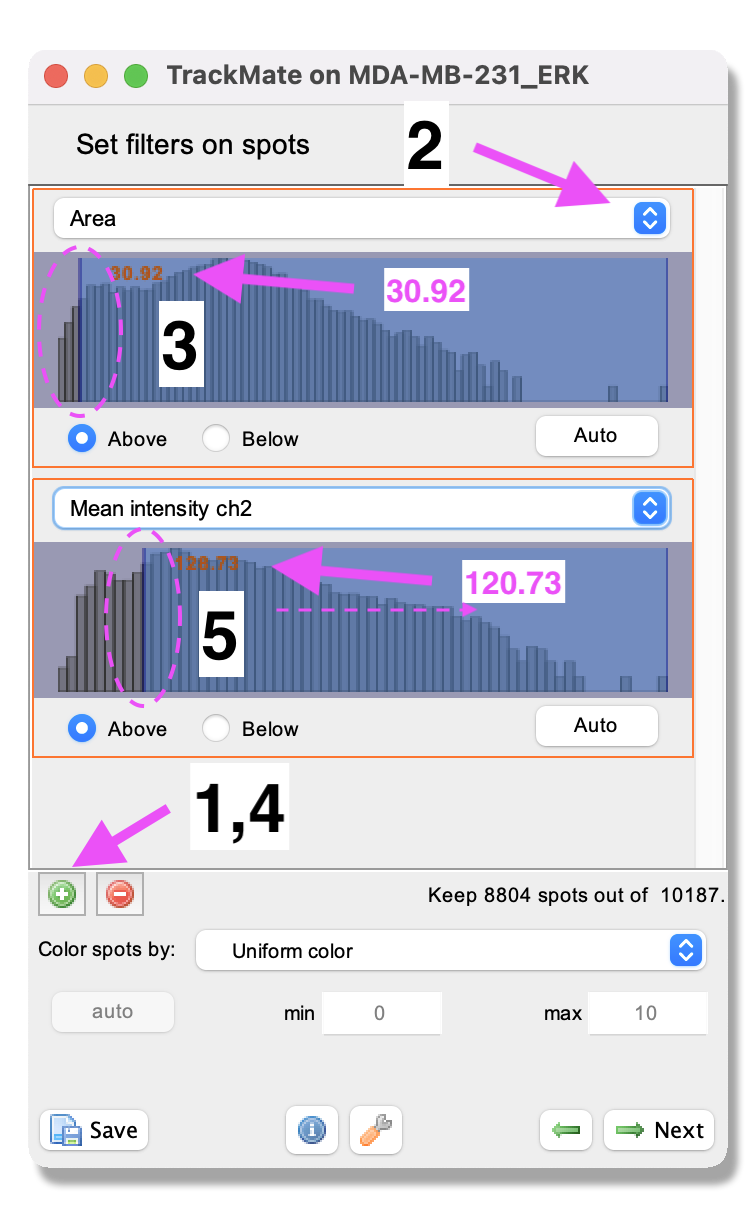 TrackMate on MDA-MB-231_ERK
Set filters on spots
2
Area
30.92
30.92
3
Above
Below
Auto
Mean intensity ch2
120.73
120.73
5
Above
Below
Auto
1,4
Keep 8804 spots out of 10187.
Color spots by:
Uniform color
auto
min
0
max
10
Save
Next